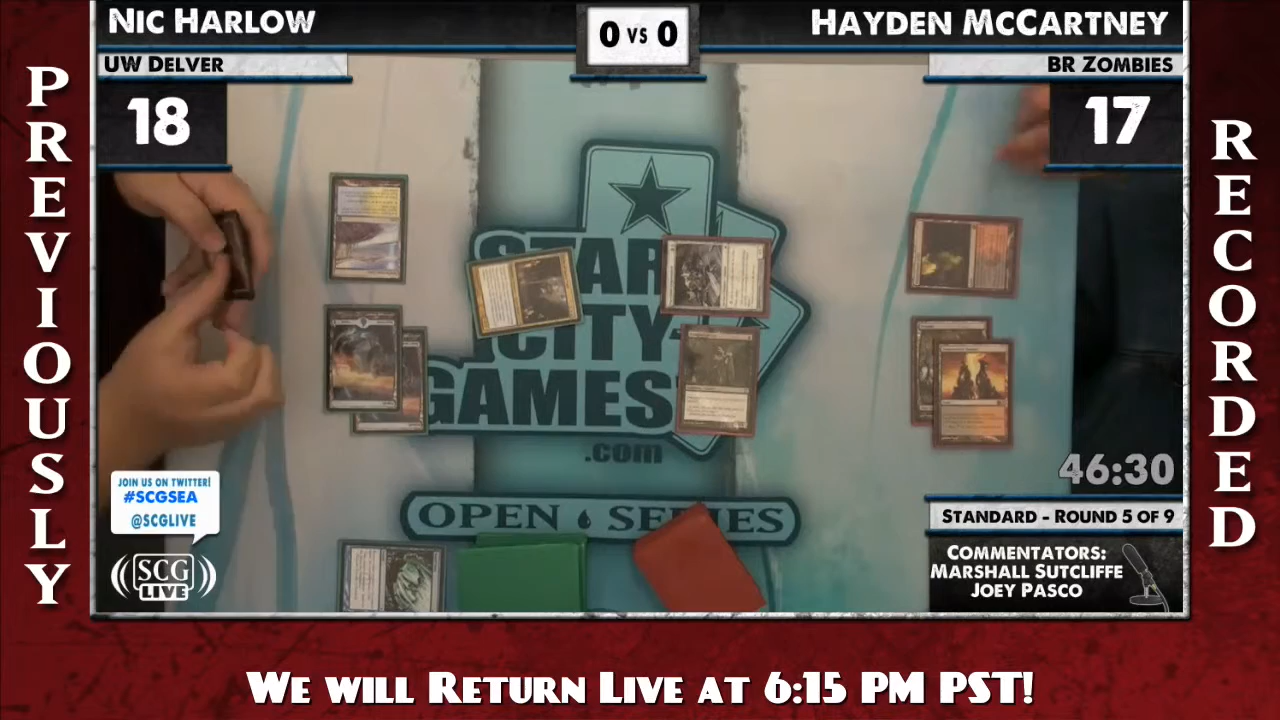 NIC HARLOW
0 VS 0
HAYDEN MCCARTNEY
UW DELVER
BR ZOMBIES
18
17
PREVIOUSLY
RECORDED
STAR
CITY
GAMES
.com
OPEN SERIES
46:30
JOIN US ON TWITTER!
#SCGSEA
@SCGLIVE
SCG
LIVE
STANDARD - ROUND 5 OF 9
COMMENTATORS:
MARSHALL SUTCLIFFE
JOEY PASCO
WE WILL RETURN LIVE AT 6:15 PM PST!